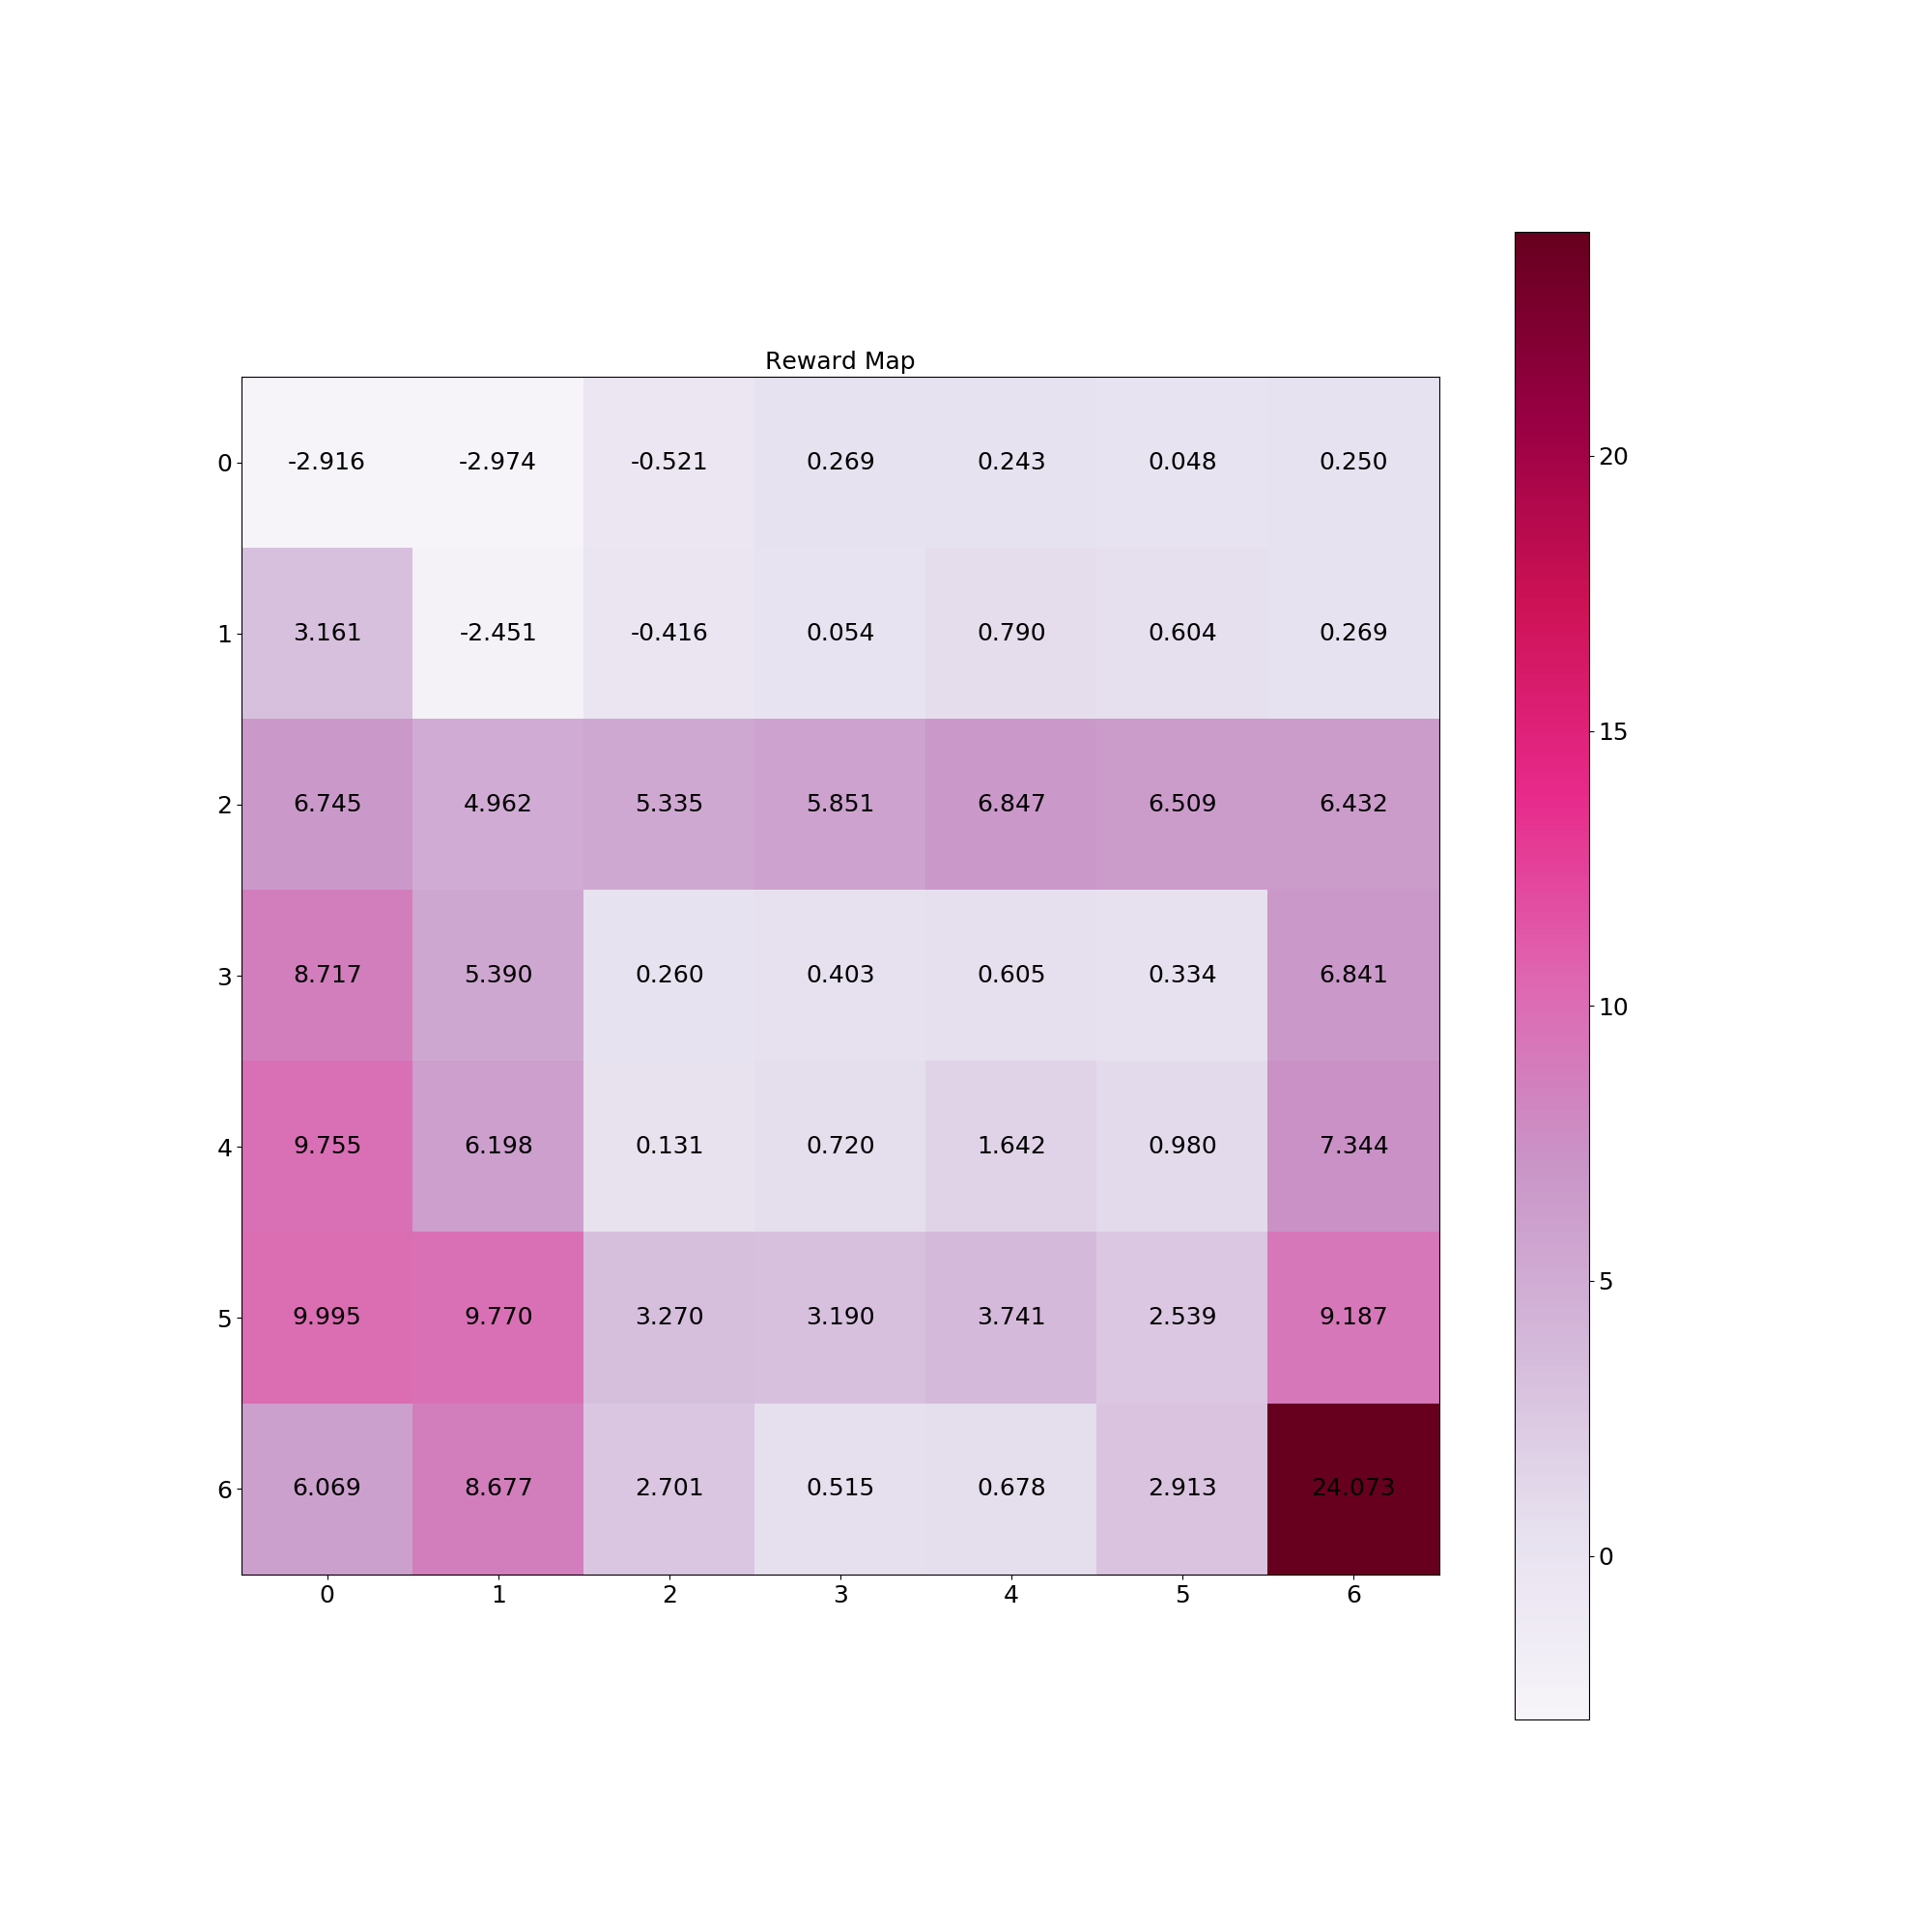 Reward Map
0 -2.916 -2.974 -0.521 0.269 0.243 0.048 0.250
1 3.161 -2.451 -0.416 0.054 0.790 0.604 0.269
2 6.745 4.962 5.335 5.851 6.847 6.509 6.432
3 8.717 5.390 0.260 0.403 0.605 0.334 6.841
4 9.755 6.198 0.131 0.720 1.642 0.980 7.344
5 9.995 9.770 3.270 3.190 3.741 2.539 9.187
6 6.069 8.677 2.701 0.515 0.678 2.913 24.073
0 1 2 3 4 5 6
20
15
10
5
0